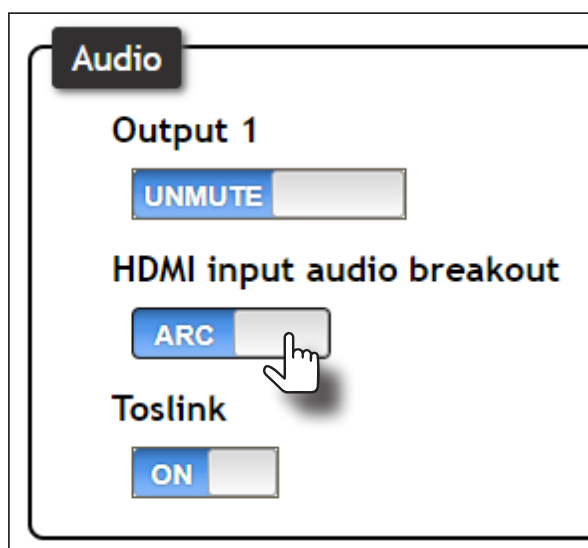 Audio
Output 1
UNMUTE
HDMI input audio breakout
ARC
Toslink
ON